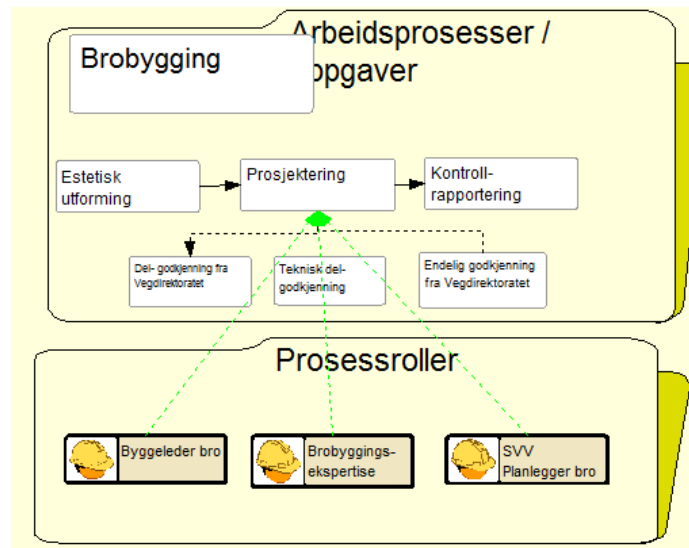 Arbeidsprosesser /
oppgaver
Brobygging
Estetisk
utforming
Prosjektering
Kontroll-
rapportering
Del- godkjenning fra
Vegdirektoratet
Teknisk del-
godkjenning
Endelig godkjenning
fra Vegdirektoratet
Prosessroller
Byggeleder bro
Brobyggings-
ekspertise
SVV
Planlegger bro